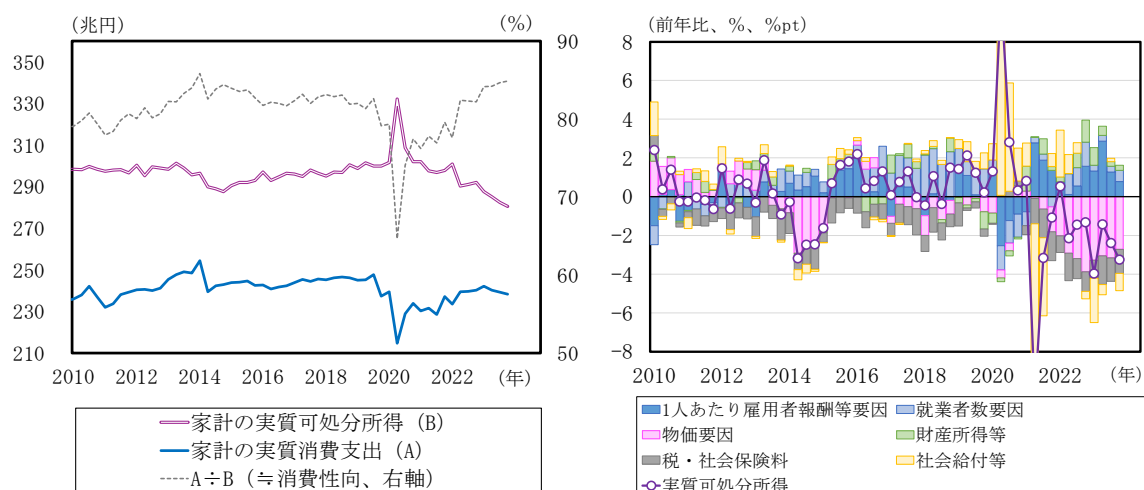 (兆円)
(%)
350
330
310
290
270
250
230
210
90
80
70
60
50
2010 2012 2014 2016 2018 2020 2022 (年)
家計の実質可処分所得 (B)
家計の実質消費支出 (A)
A÷B (≒消費性向、右軸)
(前年比、%、%pt)
8
6
4
2
0
−2
−4
−6
−8
2010 2012 2014 2016 2018 2020 2022 (年)
1人あたり雇用者報酬等要因 就業者数要因
物価要因 財産所得等
税・社会保険料 社会給付等
実質可処分所得